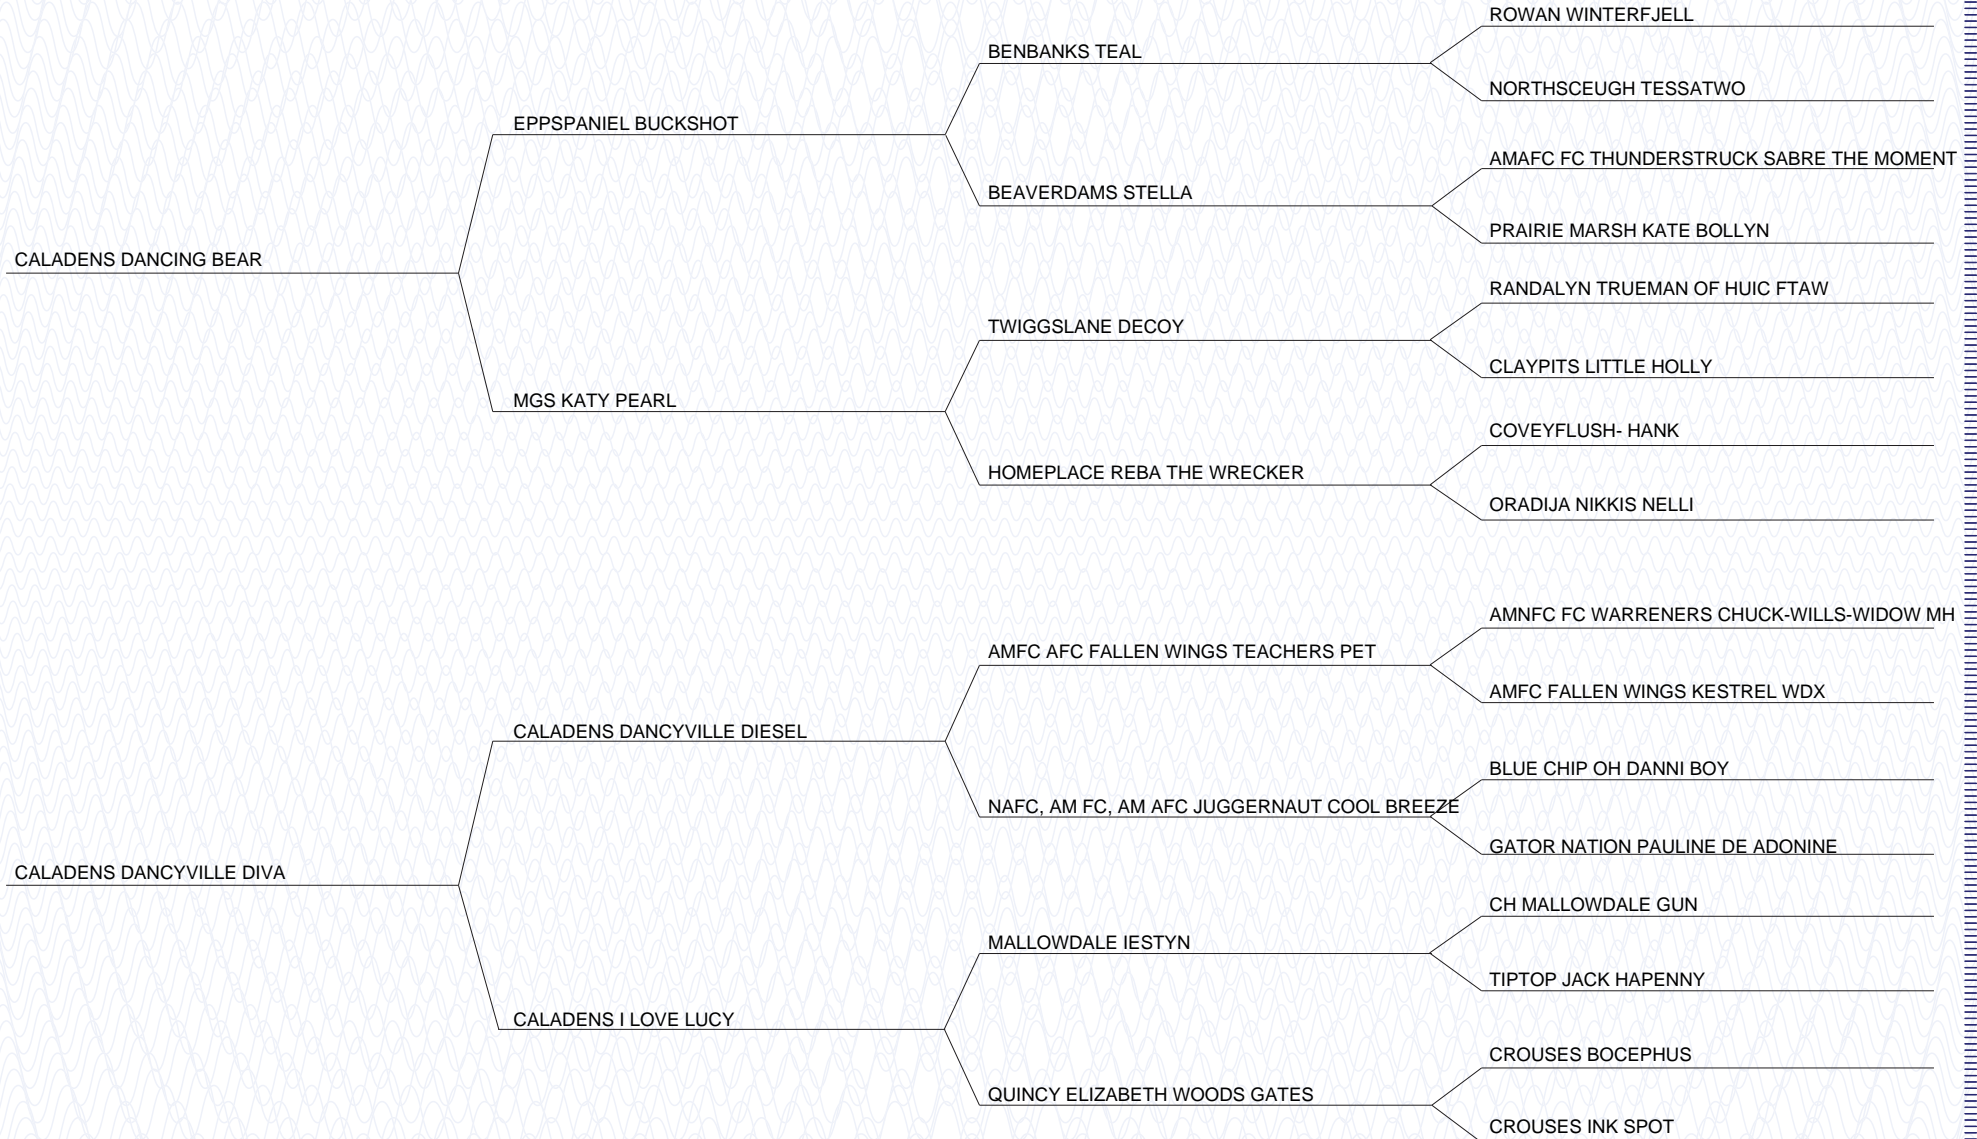 ROWAN WINTERFJELL
BENBANKS TEAL
NORTHSCEUGH TESSATWO
EPPSPANIEL BUCKSHOT
AMAFC FC THUNDERSTRUCK SABRE THE MOMENT
BEAVERDAMS STELLA
PRAIRIE MARSH KATE BOLLYN
CALADENS DANCING BEAR
RANDALYN TRUEMAN OF HUIC FTAW
TWIGGSLANE DECOY
CLAYPITS LITTLE HOLLY
MGS KATY PEARL
COVEYFLUSH- HANK
HOMEPLACE REBA THE WRECKER
ORADIJA NIKKIS NELLI
AMNFC FC WARRENERS CHUCK-WILLS-WIDOW MH
AMFC AFC FALLEN WINGS TEACHERS PET
AMFC FALLEN WINGS KESTREL WDX
CALADENS DANCYVILLE DIESEL
BLUE CHIP OH DANNI BOY
NAFC, AM FC, AM AFC JUGGERNAUT COOL BREEZE
GATOR NATION PAULINE DE ADONINE
CALADENS DANCYVILLE DIVA
CH MALLOWDALE GUN
MALLOWDALE IESTYN
TIPTOP JACK HAPENNY
CALADENS I LOVE LUCY
CROUSES BOCEPHUS
QUINCY ELIZABETH WOODS GATES
CROUSES INK SPOT